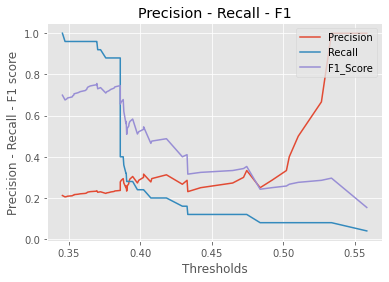 Precision - Recall - F1
Precision
Recall
F1_Score
1.0
0.8
0.6
0.4
0.2
0.0
Precision - Recall - F1 score
0.35 0.40 0.45 0.50 0.55
Thresholds